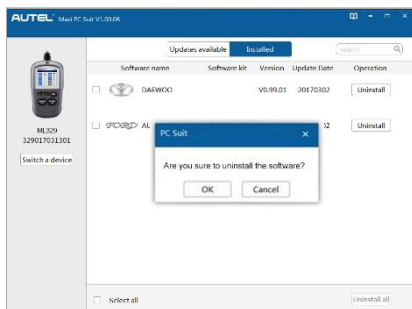 AUTEL Maxi PC Suit V1.03.06
Updates available Installed
Search
Software name Software kit Version Update Date Operation
DAEWOO V0.99.01 20170302 Uninstall
FORD AU Uninstall
ML329
329017031301
Switch a device
PC Suit
Are you sure to uninstall the software?
OK Cancel
Select all Uninstall all